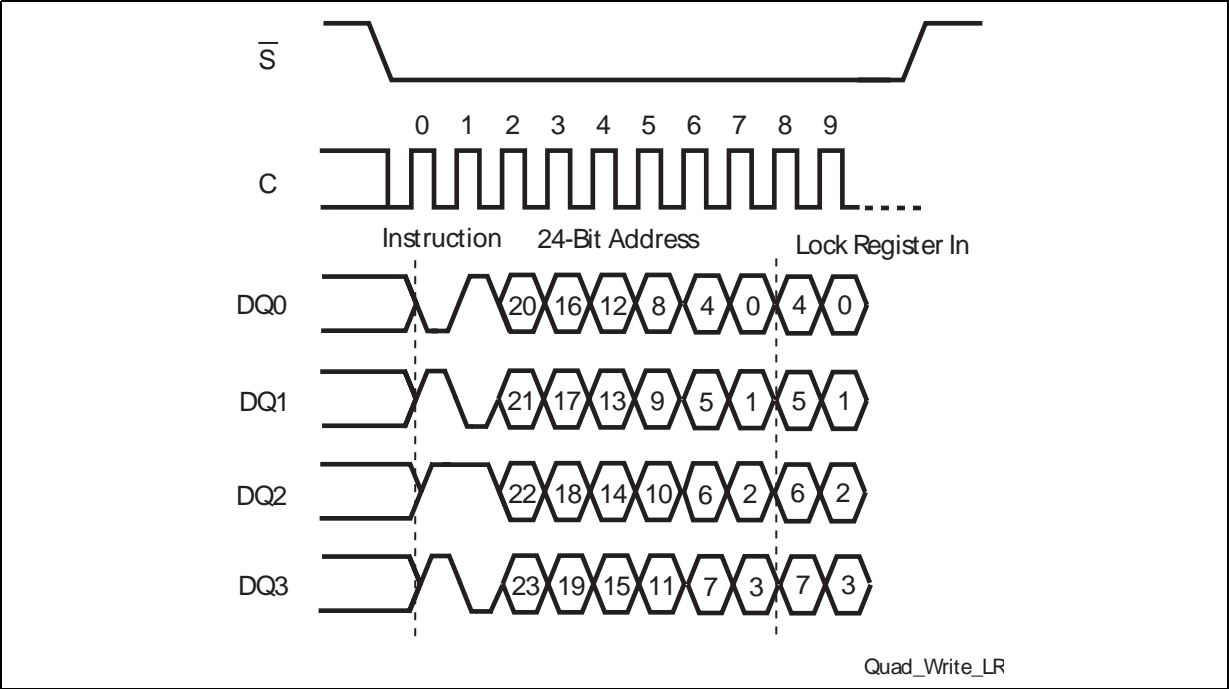 S
0 1 2 3 4 5 6 7 8 9
C
Instruction 24-Bit Address Lock Register In
DQ0 20 16 12 8 4 0 4 0
DQ1 21 17 13 9 5 1 5 1
DQ2 22 18 14 10 6 2 6 2
DQ3 23 19 15 11 7 3 7 3
Quad_Write_LR